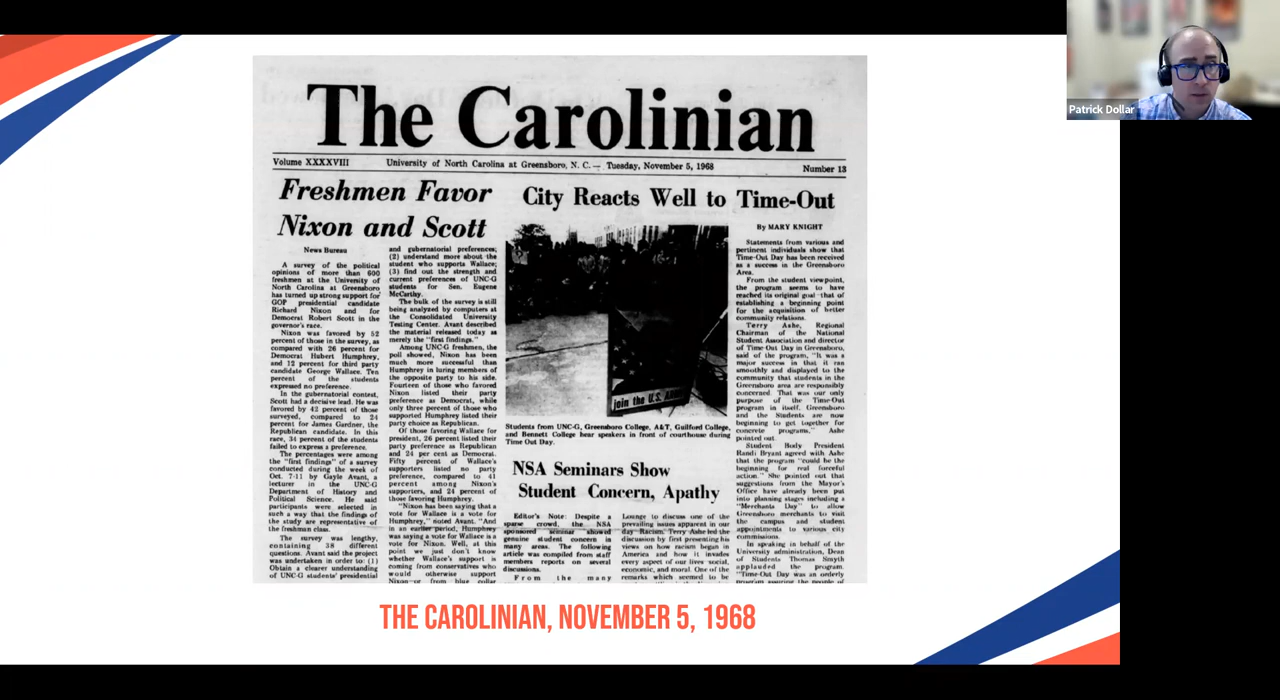 Patrick Dollar
The Carolinian
Volume XXXXVIII
University of North Carolina at Greensboro, N. C. — Tuesday, November 5, 1968
Number 13
Freshmen Favor
Nixon and Scott
News Bureau
A survey of the political
opinions of more than 600
freshmen at the University of
North Carolina at Greensboro
has turned up strong support for
GOP presidential candidate
Richard Nixon and for
Democrat Robert Scott in the
governor's race.
Nixon was favored by 52
percent of those in the survey, as
compared with 26 percent for
Democrat Hubert Humphrey,
and 12 percent for third party
candidate George Wallace. Ten
percent of the students
expressed no preference.
In the gubernatorial contest,
Scott had a decisive lead. He was
favored by 42 percent of those
surveyed, compared to 24
percent for James Gardner, the
Republican candidate. In this
race, 34 percent of the students
failed to express a preference.
The percentages were among
the "first findings" of a survey
conducted during the week of
Oct. 7-11 by Gayle Avant, a
lecturer in the UNC-G
Department of History and
Political Science. He said
participants were selected in
such a way that the findings of
the study are representative of
the freshman class.
The survey was lengthy,
containing 38 different
questions. Avant said the project
was undertaken in order to: (1)
Obtain a clearer understanding
of UNC-G students' presidential
and gubernatorial preferences;
(2) understand more about the
student who supports Wallace;
(3) find out the strength and
current preferences of UNC-G
students for Sen. Eugene
McCarthy.
The bulk of the survey is still
being analyzed by computers at
the Consolidated University
Testing Center. Avant described
the material released today as
merely the "first findings."
Among UNC-G freshmen, the
poll showed, Nixon has been
much more successful than
Humphrey in luring members of
the opposite party to his side.
Fourteen of those who favored
Nixon listed their party
preference as Democrat, while
only three percent of those who
supported Humphrey listed their
party choice as Republican.
Of those favoring Wallace for
president, 26 percent listed their
party preference as Republican
and 24 per cent as Democrat.
Fifty percent of Wallace's
supporters listed no party
preference, compared to 41
percent among Nixon's
supporters, and 24 percent of
those favoring Humphrey.
"Nixon has been saying that a
vote for Wallace is a vote for
Humphrey," noted Avant. "And
in an earlier period, Humphrey
was saying a vote for Wallace is a
vote for Nixon. Well, at this
point we just don't know
whether Wallace's support is
coming from conservatives who
would otherwise support
Nixon or from blue collar
City Reacts Well to Time-Out
join the U.S.
Students from UNC-G, Greensboro College, A&T, Guilford College,
and Bennett College hear speakers in front of courthouse during
Time Out Day.
NSA Seminars Show
Student Concern, Apathy
Editor's Note: Despite a
sparse crowd, the NSA
sponsored seminar showed
genuine student concern in
many areas. The following
article was compiled from staff
members reports on several
discussions.
From the many
Lounge to discuss one of the
prevailing issues apparent in our
day Racism. Terry Ashe led the
discussion by first presenting his
views on how racism began in
America and how it invades
every aspect of our lives social,
economic, and moral. One of the
remarks which seemed to be
By MARY KNIGHT
Statements from various and
pertinent individuals show that
Time-Out Day has been received
as a success in the Greensboro
Area.
From the student viewpoint,
the program seems to have
reached its original goal that of
establishing a beginning point
for the acquisition of better
community relations.
Terry Ashe, Regional
Chairman of the National
Student Association and director
of Time Out Day in Greensboro,
said of the program, "It was a
major success in that it ran
smoothly and displayed to the
community that students in the
Greensboro area are responsibly
concerned. That was our only
purpose of the Time-Out
program in itself. Greensboro
and the Students are now
beginning to get together for
concrete programs," Ashe
pointed out.
Student Body President
Randi Bryant agreed with Ashe
that the program "could be the
beginning for real forceful
action." She pointed out that
suggestions from the Mayor's
Office have already been put
into planning stages including a
"Merchants Day" to allow
Greensboro merchants to visit
the campus and student
appointments to various city
commissions.
In speaking in behalf of the
University administration, Dean
of Students Thomas Smyth
applauded the program.
"Time-Out Day was an orderly
program assuring the people of
THE CAROLINIAN, NOVEMBER 5, 1968